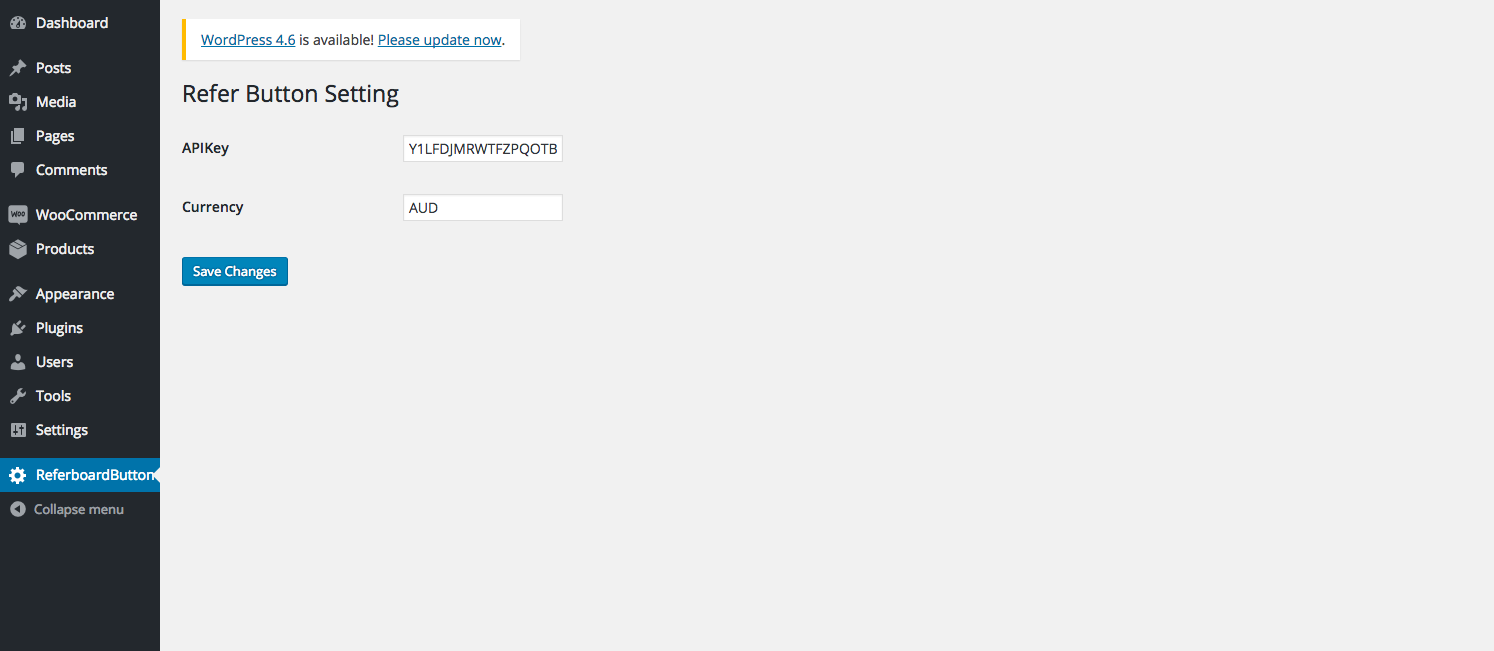 Dashboard
Posts
Media
Pages
Comments
WOO WooCommerce
Products
Appearance
Plugins
Users
Tools
Settings
ReferboardButton
Collapse menu
WordPress 4.6 is available! Please update now.
Refer Button Setting
APIKey Y1LFDJMRWTFZPQOTB
Currency AUD
Save Changes